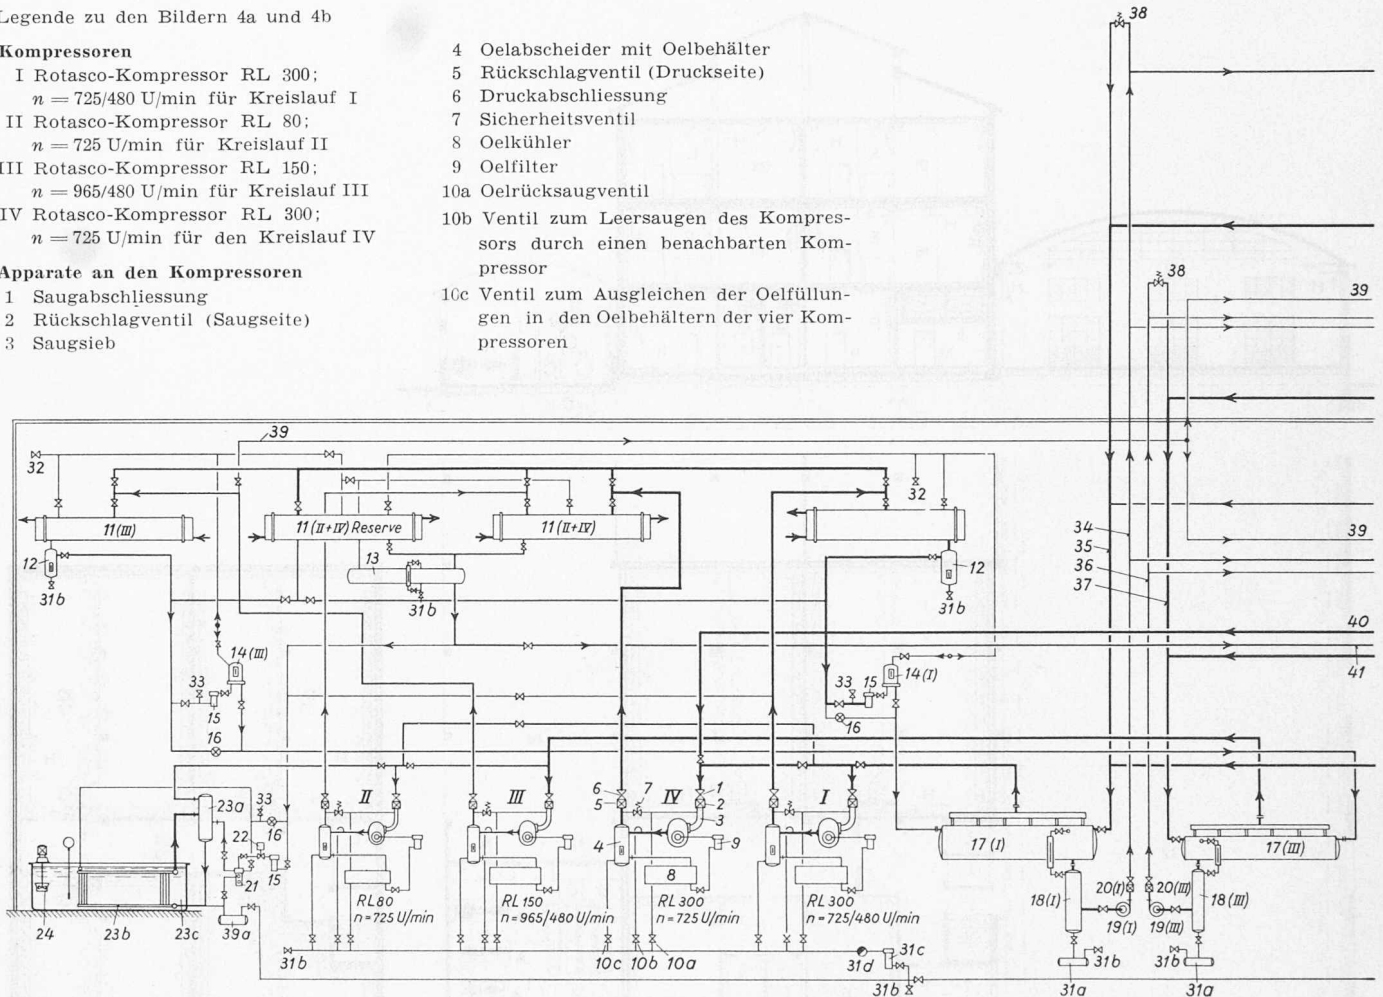 Legende zu den Bildern 4a und 4b
Kompressoren
I Rotasco-Kompressor RL 300;
n = 725/480 U/min für Kreislauf I
II Rotasco-Kompressor RL 80;
n = 725 U/min für Kreislauf II
III Rotasco-Kompressor RL 150;
n = 965/480 U/min für Kreislauf III
IV Rotasco-Kompressor RL 300;
n = 725 U/min für den Kreislauf IV
Apparate an den Kompressoren
1 Saugabschliessung
2 Rückschlagventil (Saugseite)
3 Saugsieb
4 Oelabscheider mit Oelbehälter
5 Rückschlagventil (Druckseite)
6 Druckabschliessung
7 Sicherheitsventil
8 Oelkühler
9 Oelfilter
10a Oelrücksaugventil
10b Ventil zum Leersaugen des Kompres-
sors durch einen benachbarten Kom-
pressor
10c Ventil zum Ausgleichen der Oelfüllun-
gen in den Oelbehältern der vier Kom-
pressoren
38
38
39
39
32
32
11 (III)
11 (II+IV) Reserve
11 (II+IV)
12
13
12
31b
31b
31b
34
35
36
37
39
40
41
14 (III)
14 (I)
33
15
16
33
15
16
23a
33
16
22
21
15
24
23b
23c
39a
II
III
IV
I
6
5
7
1
2
3
4
8
9
RL 80
n = 725 U/min
RL 150
n = 965/480 U/min
RL 300
n = 725 U/min
RL 300
n = 725/480 U/min
17 (I)
17 (III)
18 (I)
20 (I)
20 (III)
18 (III)
19 (I)
19 (III)
31b
10c
10b
10a
31d
31c
31b
31b
31b
31a
31a